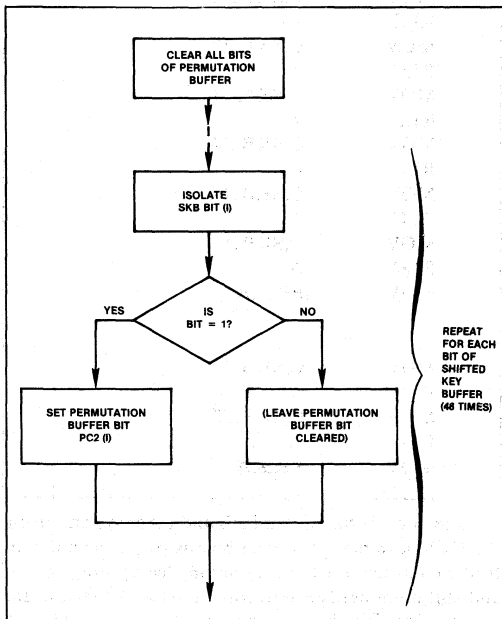 CLEAR ALL BITS
OF PERMUTATION
BUFFER
ISOLATE
SKB BIT (I)
YES
IS
BIT = 1?
NO
SET PERMUTATION
BUFFER BIT
PC2 (I)
(LEAVE PERMUTATION
BUFFER BIT
CLEARED)
REPEAT
FOR EACH
BIT OF
SHIFTED
KEY
BUFFER
(48 TIMES)